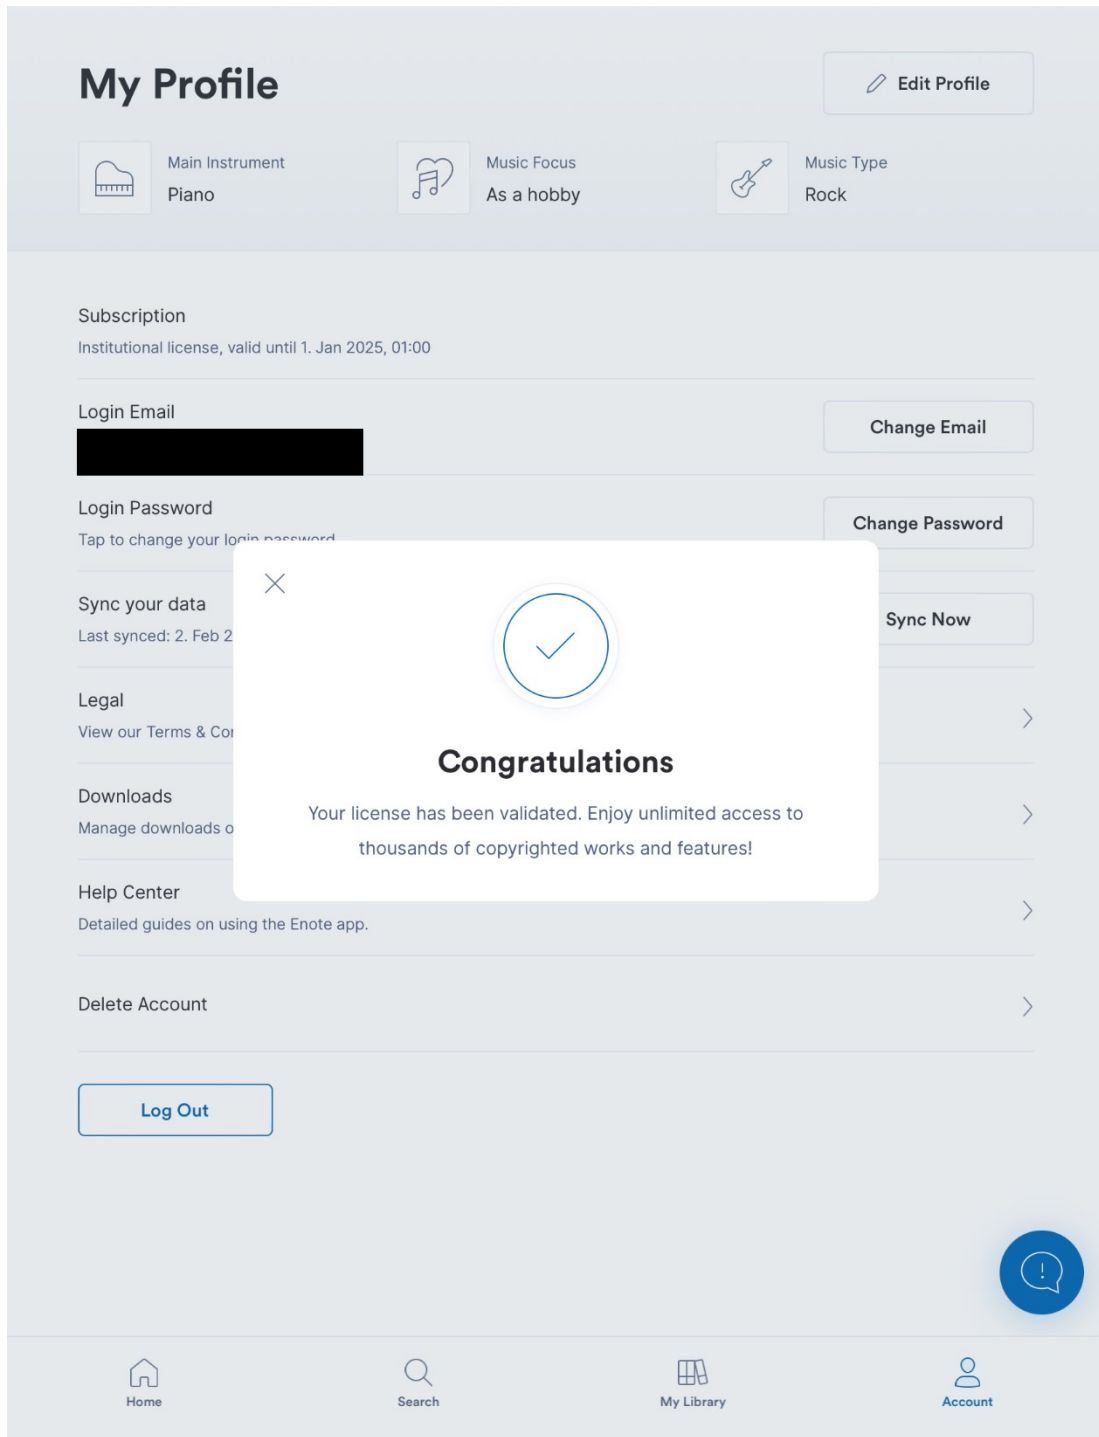 My Profile
Edit Profile
Main Instrument
Piano
Music Focus
As a hobby
Music Type
Rock
Subscription
Institutional license, valid until 1. Jan 2025, 01:00
Login Email
Change Email
Login Password
Tap to change your login password
Change Password
Sync your data
Last synced: 2. Feb 2
Sync Now
Legal
View our Terms & Con
Downloads
Manage downloads o
Congratulations
Your license has been validated. Enjoy unlimited access to
thousands of copyrighted works and features!
Help Center
Detailed guides on using the Enote app.
Delete Account
Log Out
Home
Search
My Library
Account